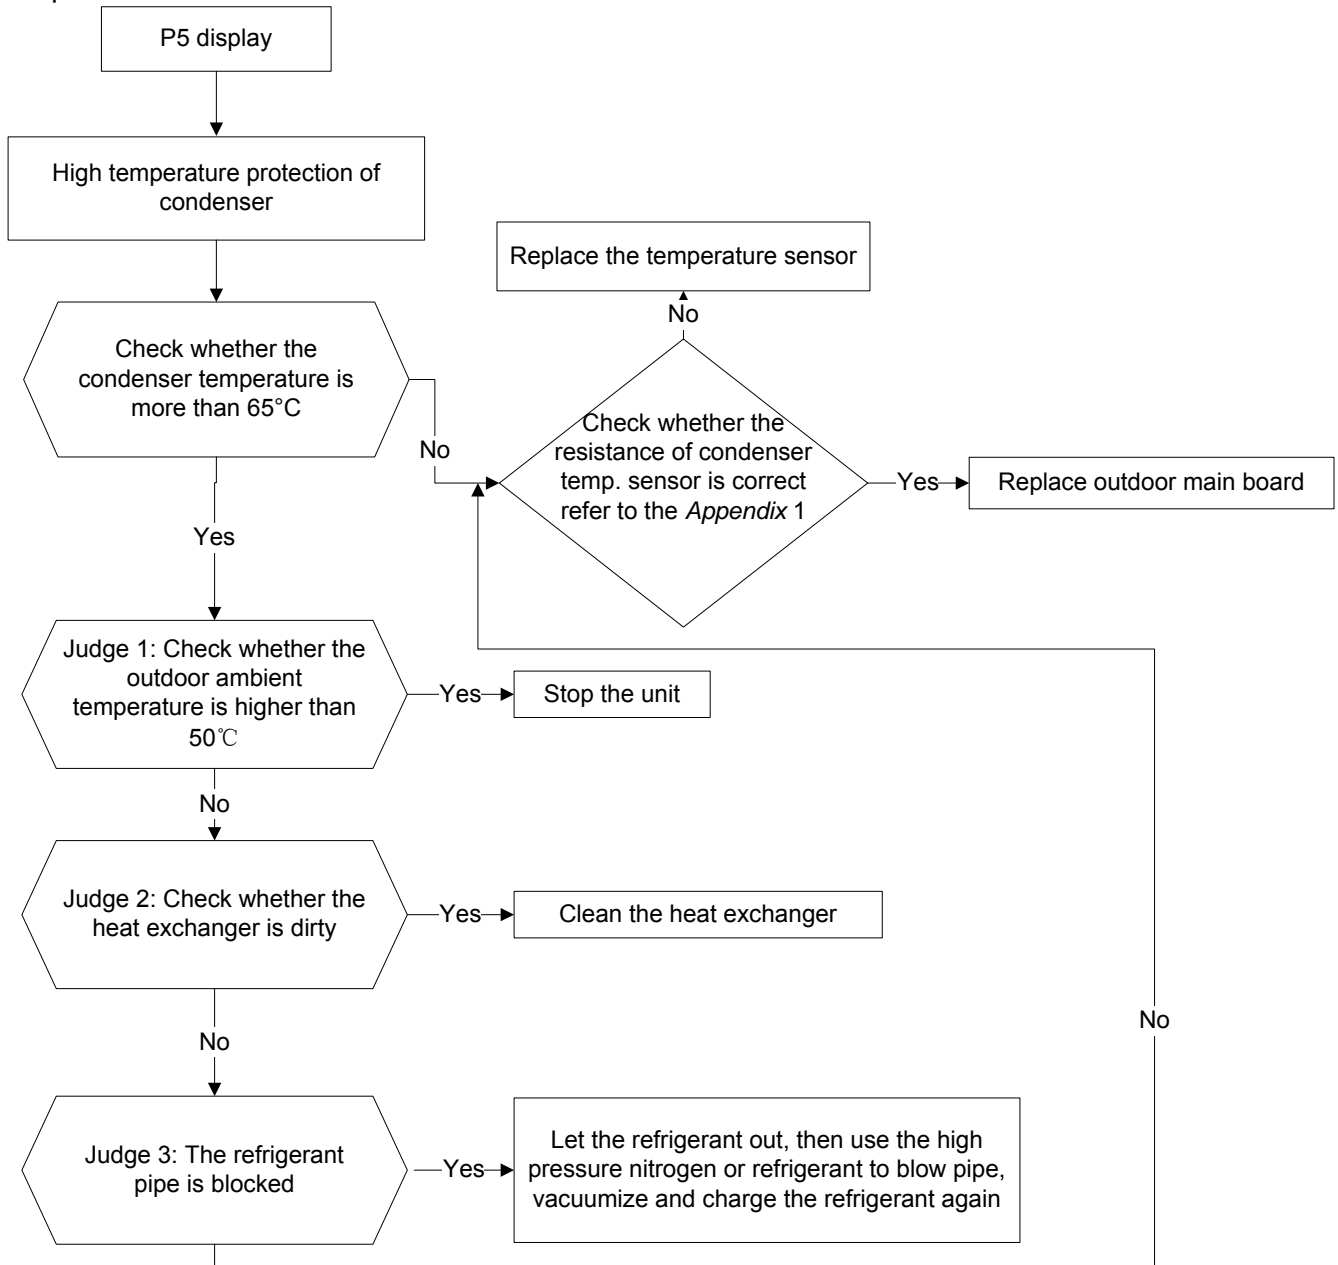 P5 display
High temperature protection of
condenser
Replace the temperature sensor
No
Check whether the
condenser temperature is
more than 65°C
No
Check whether the
resistance of condenser
temp. sensor is correct
refer to the Appendix 1
Yes
Replace outdoor main board
Yes
Judge 1: Check whether the
outdoor ambient
temperature is higher than
50℃
Yes
Stop the unit
No
Judge 2: Check whether the
heat exchanger is dirty
Yes
Clean the heat exchanger
No
No
Judge 3: The refrigerant
pipe is blocked
Yes
Let the refrigerant out, then use the high
pressure nitrogen or refrigerant to blow pipe,
vacuumize and charge the refrigerant again